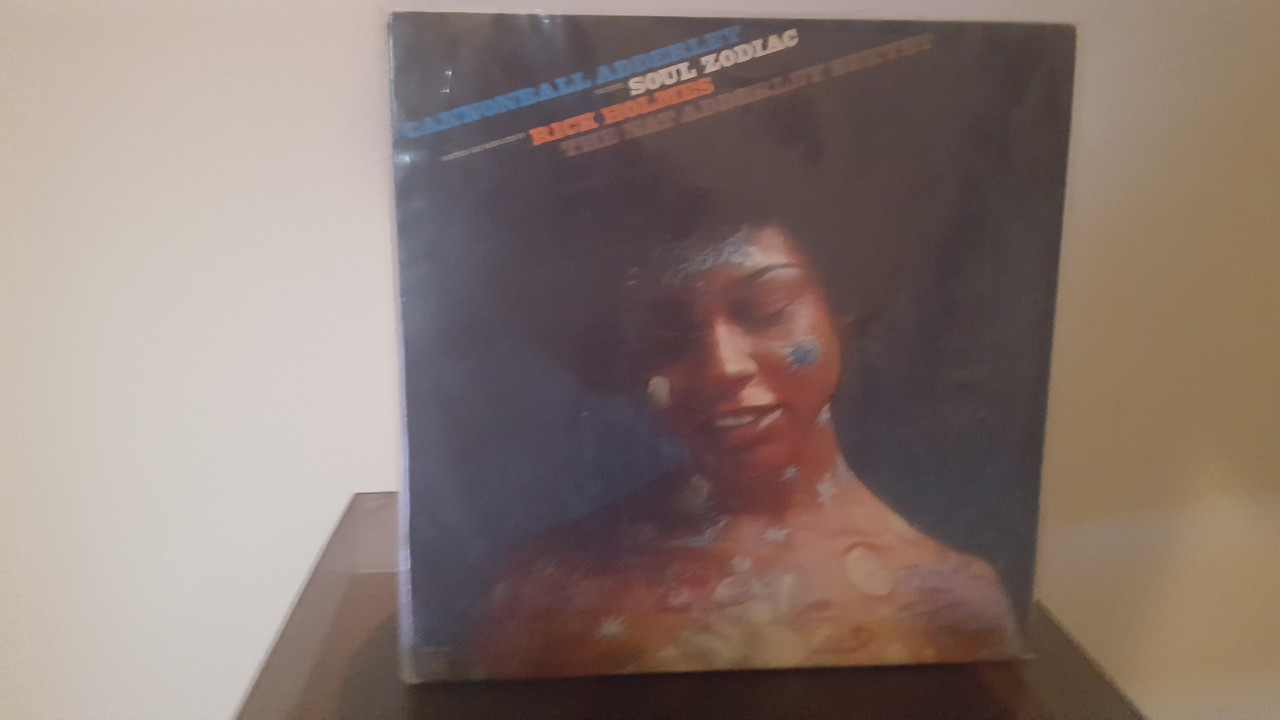 CANNONBALL ADDERLEY
SOUL ZODIAC
RICK HOLMES
THE NAT ADDERLEY SEXTET